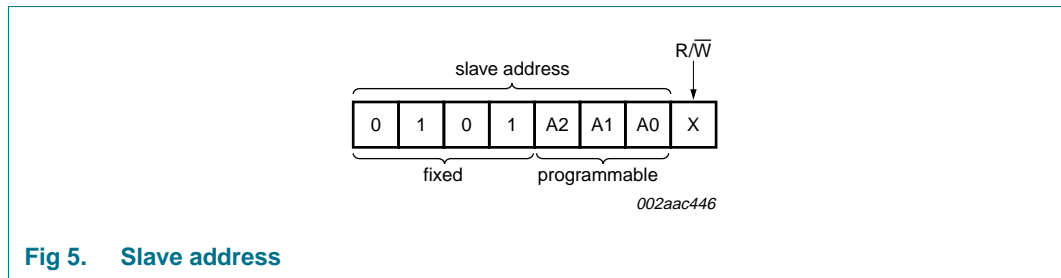 R/W̅
slave address
0 1 0 1 A2 A1 A0 X
fixed programmable
002aac446
Fig 5. Slave address